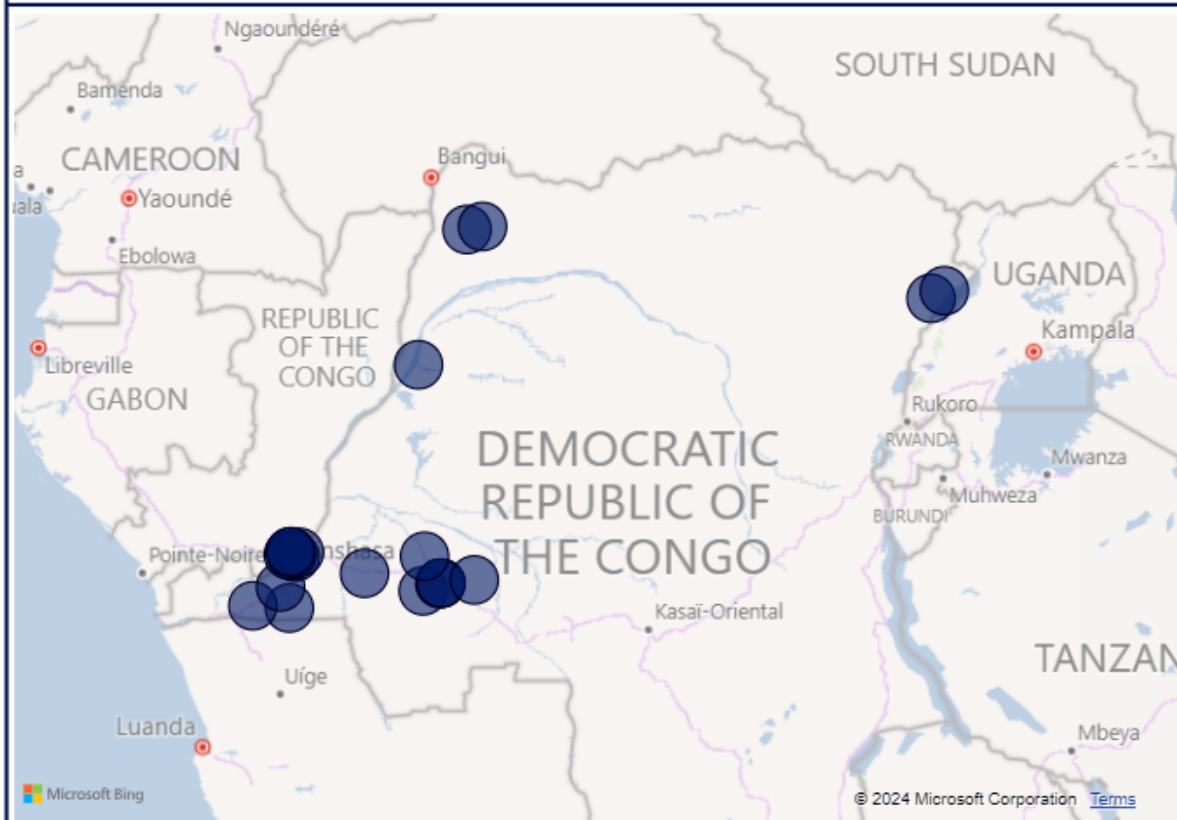 Ngaoundéré
SOUTH SUDAN
Bamenda
CAMEROON
Bangui
a
Yaoundé
uala
Ebolowa
UGANDA
REPUBLIC
OF THE
CONGO
Kampala
Libreville
GABON
Rukoro
DEMOCRATIC
REPUBLIC OF
THE CONGO
RWANDA
Mwanza
Muhweza
BURUNDI
Pointe-Noire
nshasa
Kasaï-Oriental
TANZAN
Uíge
Luanda
Mbeya
Microsoft Bing
© 2024 Microsoft Corporation Terms